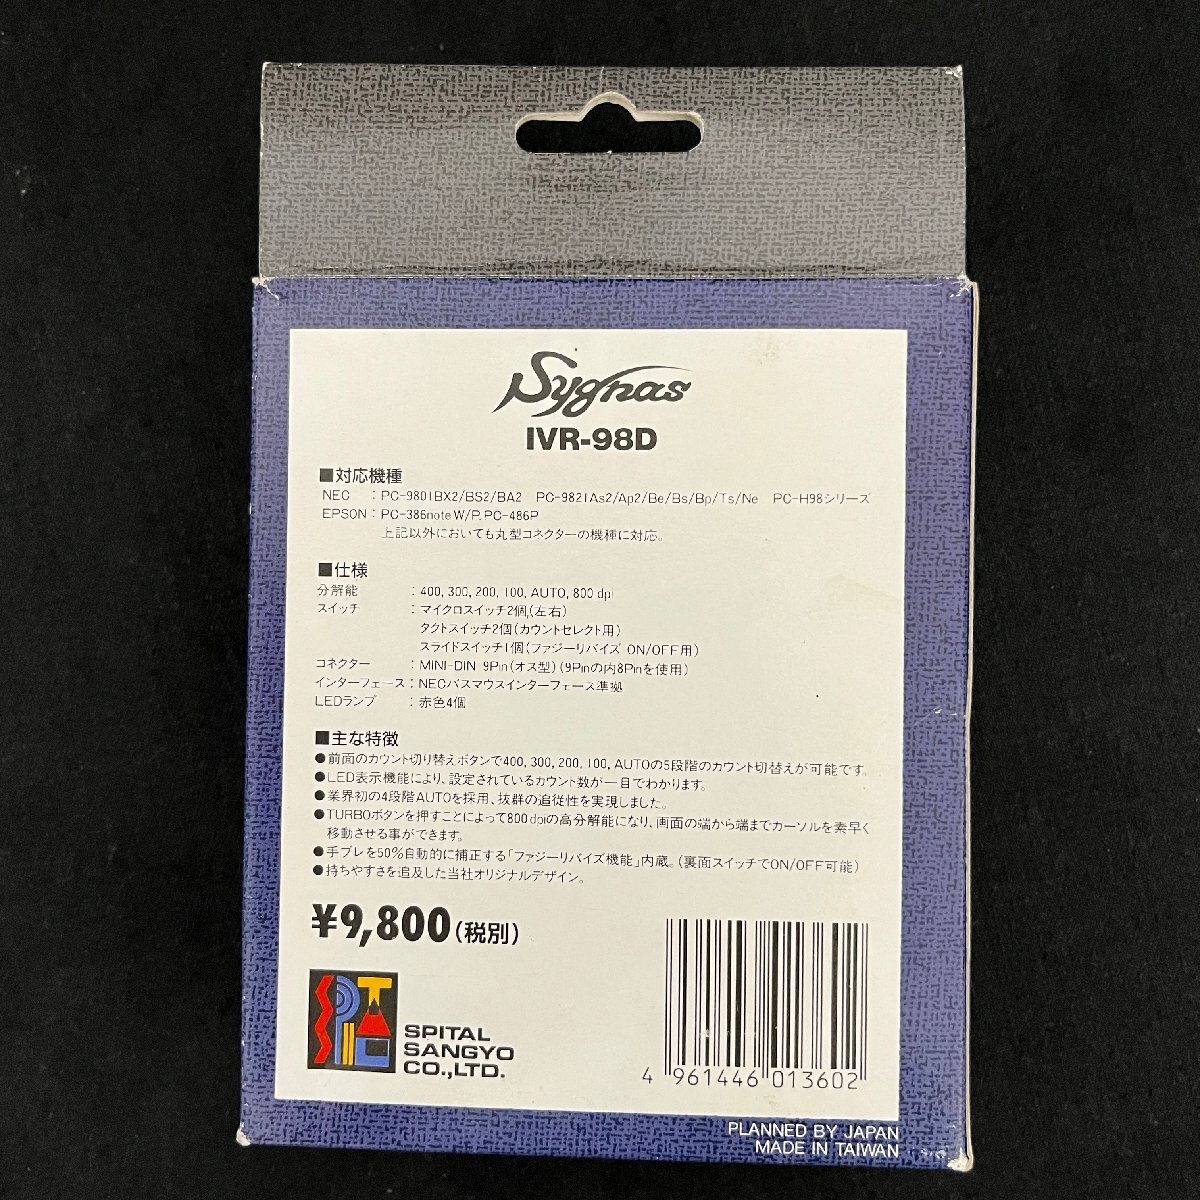 Sygnas
IVR-98D
■対応機種
NEC : PC-9801BX2/BS2/BA2 PC-9821As2/Ap2/Be/Bs/Bp/Ts/Ne PC-H98シリーズ
EPSON : PC-386note W/P. PC-486P
上記以外においても丸型コネクターの機種に対応。
■仕様
分解能 : 400, 300, 200, 100, AUTO, 800 dpi
スイッチ : マイクロスイッチ2個,(左右)
タクトスイッチ2個(カウントセレクト用)
スライドスイッチ1個(ファジーリバイズ ON/OFF用)
コネクター : MINI-DIN 9Pin(オス型)(9Pinの内8Pinを使用)
インターフェース : NECバスマウスインターフェース準拠
LEDランプ : 赤色4個
■主な特徴
●前面のカウント切り替えボタンで400, 300, 200, 100, AUTOの5段階のカウント切替えが可能です。
●LED表示機能により、設定されているカウント数が一目でわかります。
●業界初の4段階AUTOを採用、抜群の追従性を実現しました。
●TURBOボタンを押すことによって800 dpiの高分解能になり、画面の端から端までカーソルを素早く
移動させる事ができます。
●手ブレを50%自動的に補正する「ファジーリバイズ機能」内蔵。(裏面スイッチでON/OFF可能)
●持ちやすさを追及した当社オリジナルデザイン。
¥9,800(税別)
SPITAL
SPITAL
SANGYO
CO.,LTD.
4 961446 013602
PLANNED BY JAPAN
MADE IN TAIWAN